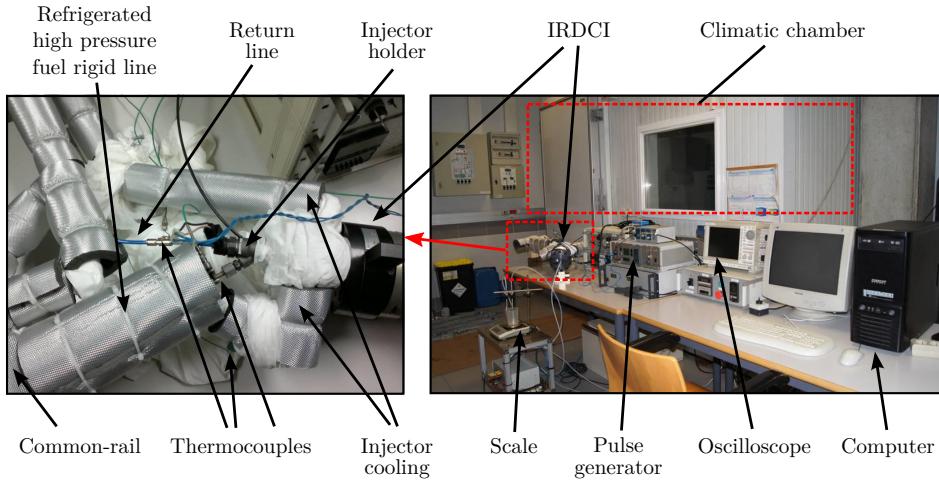 Refrigerated
high pressure
fuel rigid line
Return
line
Injector
holder
IRDCI
Climatic chamber
Common-rail
Thermocouples
Injector
cooling
Scale
Pulse
generator
Oscilloscope
Computer